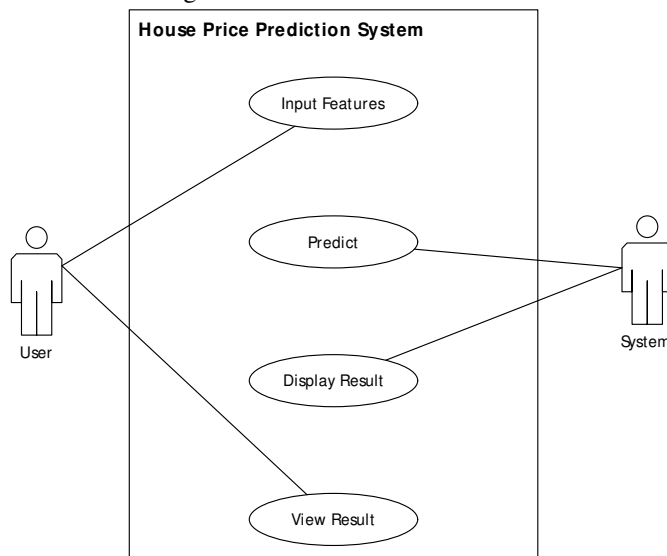 House Price Prediction System
Input Features
Predict
User
System
Display Result
View Result